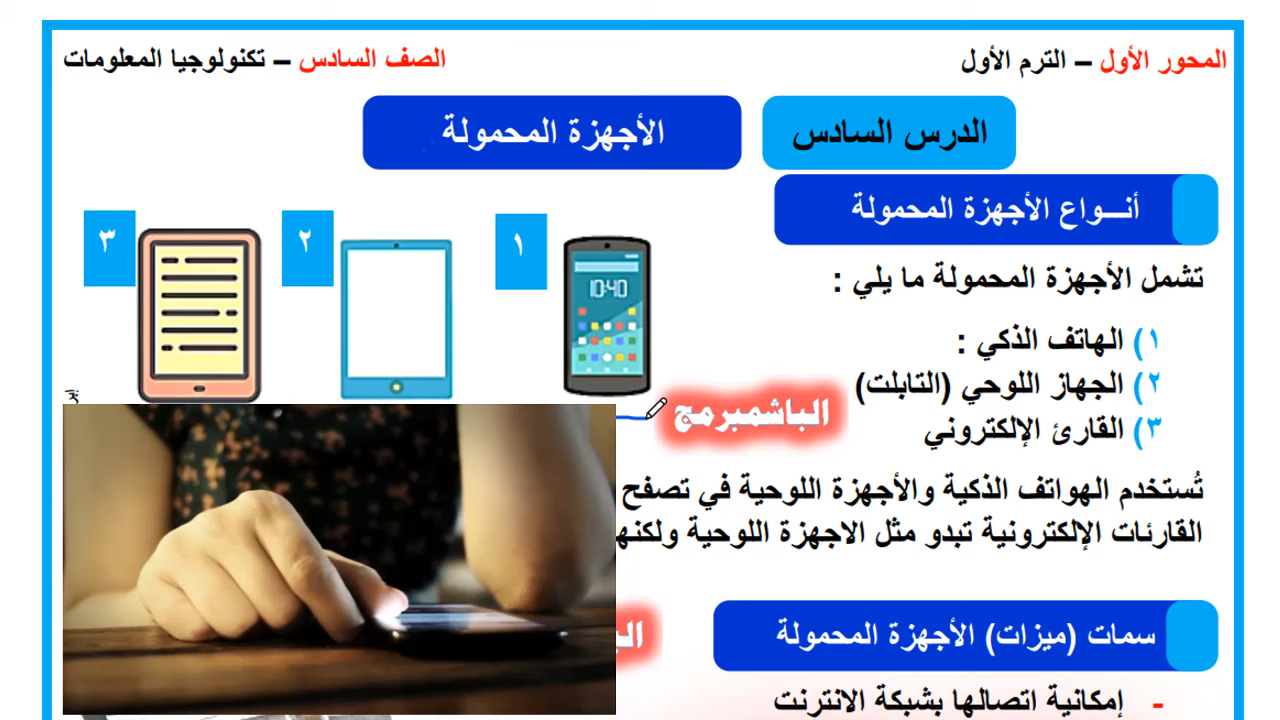 المحور الأول – الترم الأول
الصف السادس – تكنولوجيا المعلومات
الدرس السادس
الأجهزة المحمولة
أنـــواع الأجهزة المحمولة
١
٢
٣
10:40
تشمل الأجهزة المحمولة ما يلي :
١) الهاتف الذكي :
٢) الجهاز اللوحي (التابلت)
٣) القارئ الإلكتروني
الباشمبرمج
تُستخدم الهواتف الذكية والأجهزة اللوحية في تصفح
القارئات الإلكترونية تبدو مثل الاجهزة اللوحية ولكنه
سمات (ميزات) الأجهزة المحمولة
- إمكانية اتصالها بشبكة الانترنت